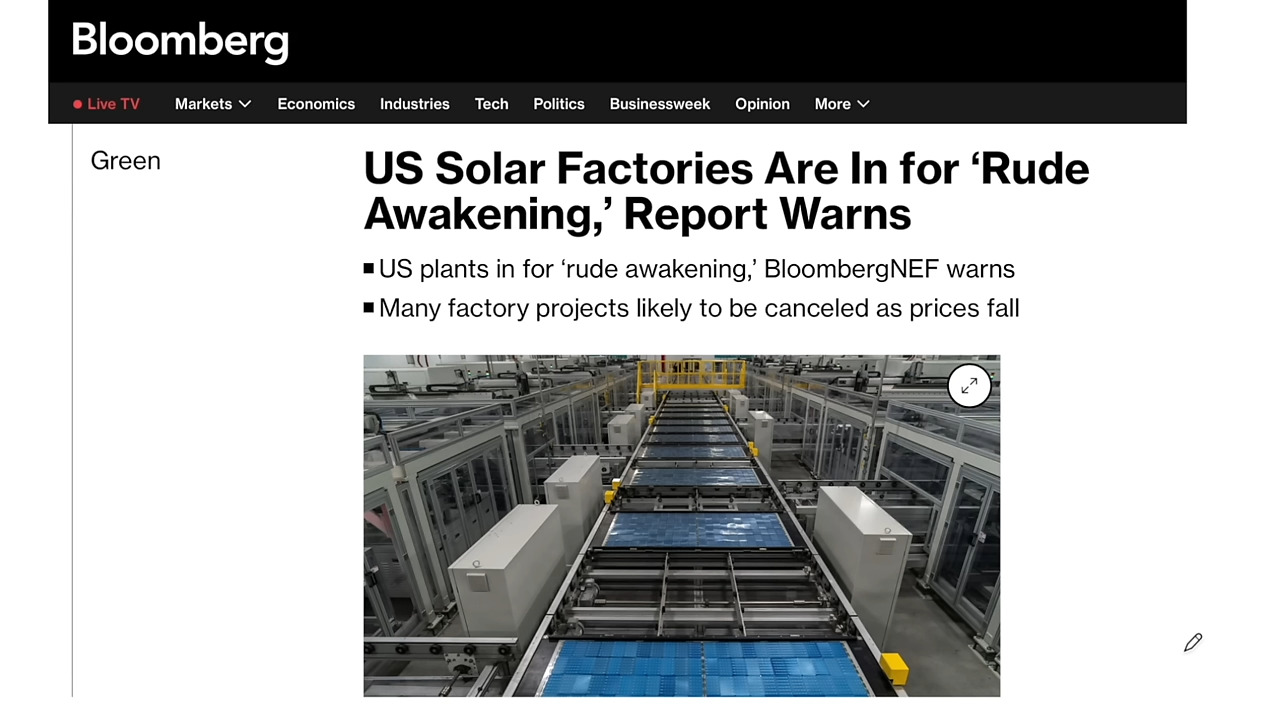 Bloomberg
Live TV Markets Economics Industries Tech Politics Businessweek Opinion More
Green
US Solar Factories Are In for ‘Rude
Awakening,’ Report Warns
US plants in for ‘rude awakening,’ BloombergNEF warns
Many factory projects likely to be canceled as prices fall